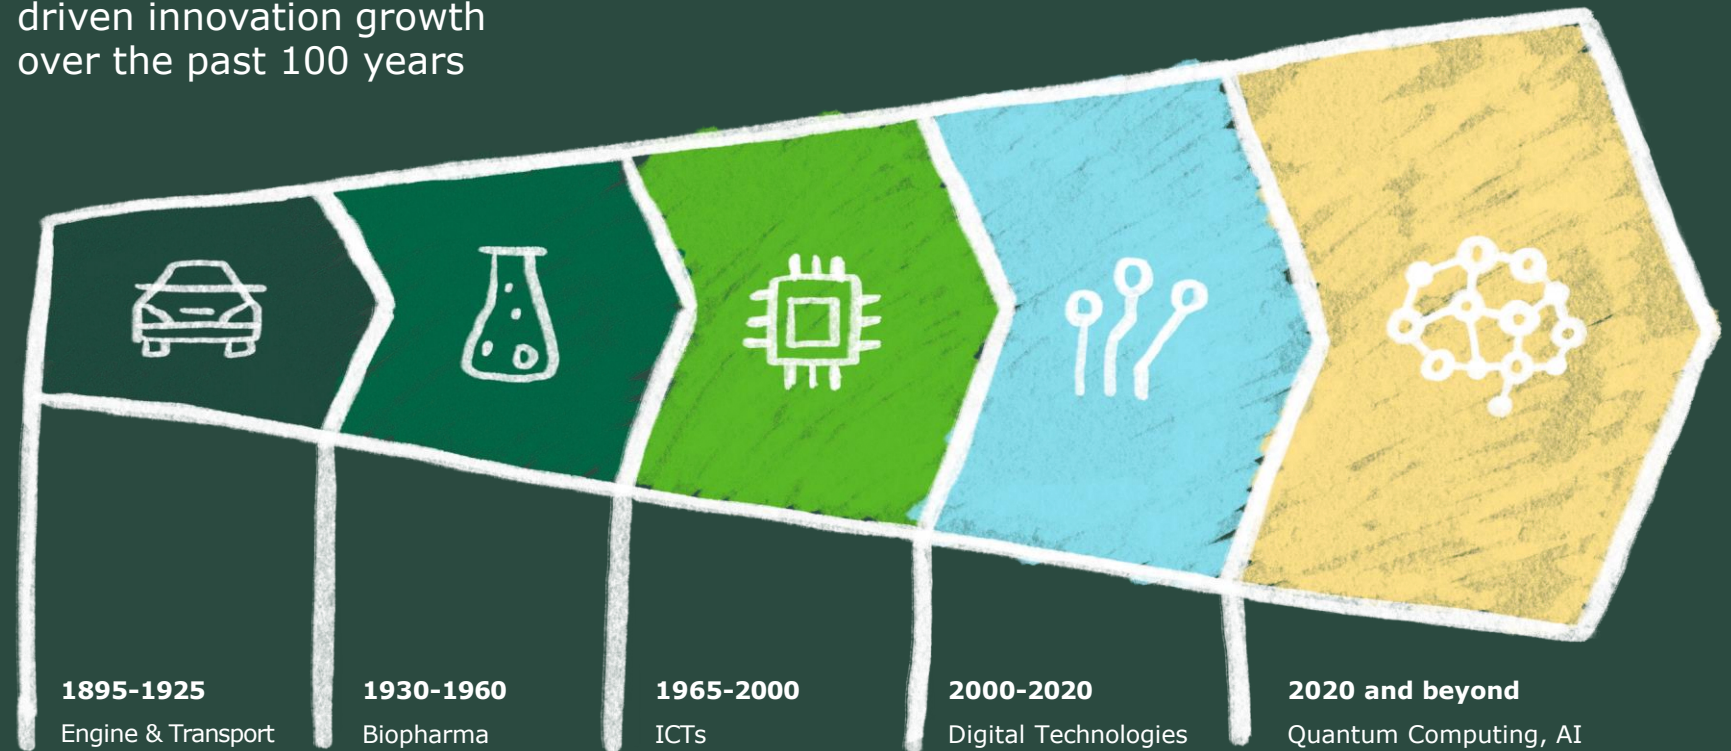 driven innovation growth
over the past 100 years
1895-1925
Engine & Transport
1930-1960
Biopharma
1965-2000
ICTs
2000-2020
Digital Technologies
2020 and beyond
Quantum Computing, AI